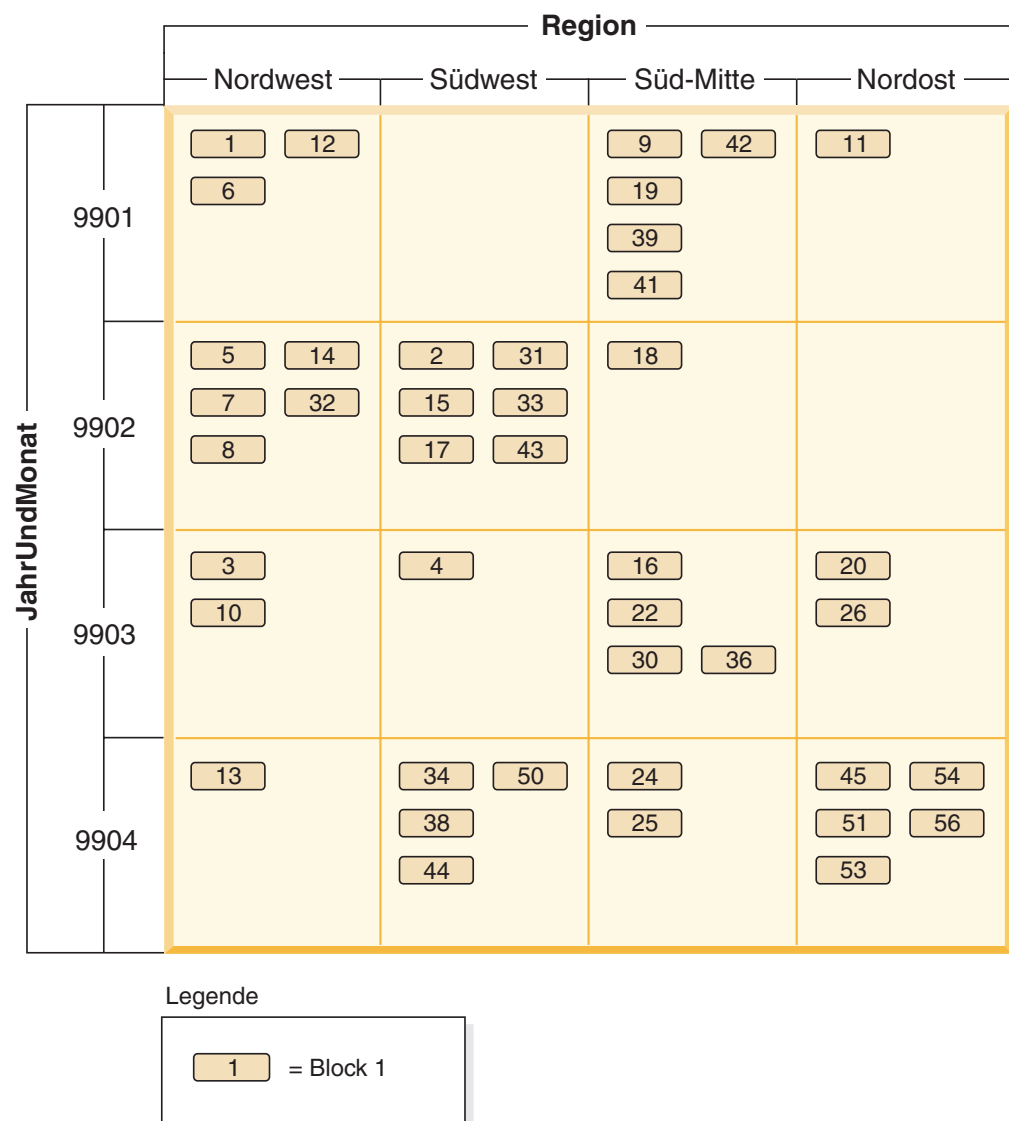 Region
Nordwest Südwest Süd-Mitte Nordost
JahrUndMonat
1 12 9 42 11
6 19
9901
39
41
5 14 2 31 18
7 32 15 33
9902
8 17 43
3 4 16 20
10 22 26
9903
30 36
13 34 50 24 45 54
38 25 51 56
9904
44 53
Legende
1 = Block 1